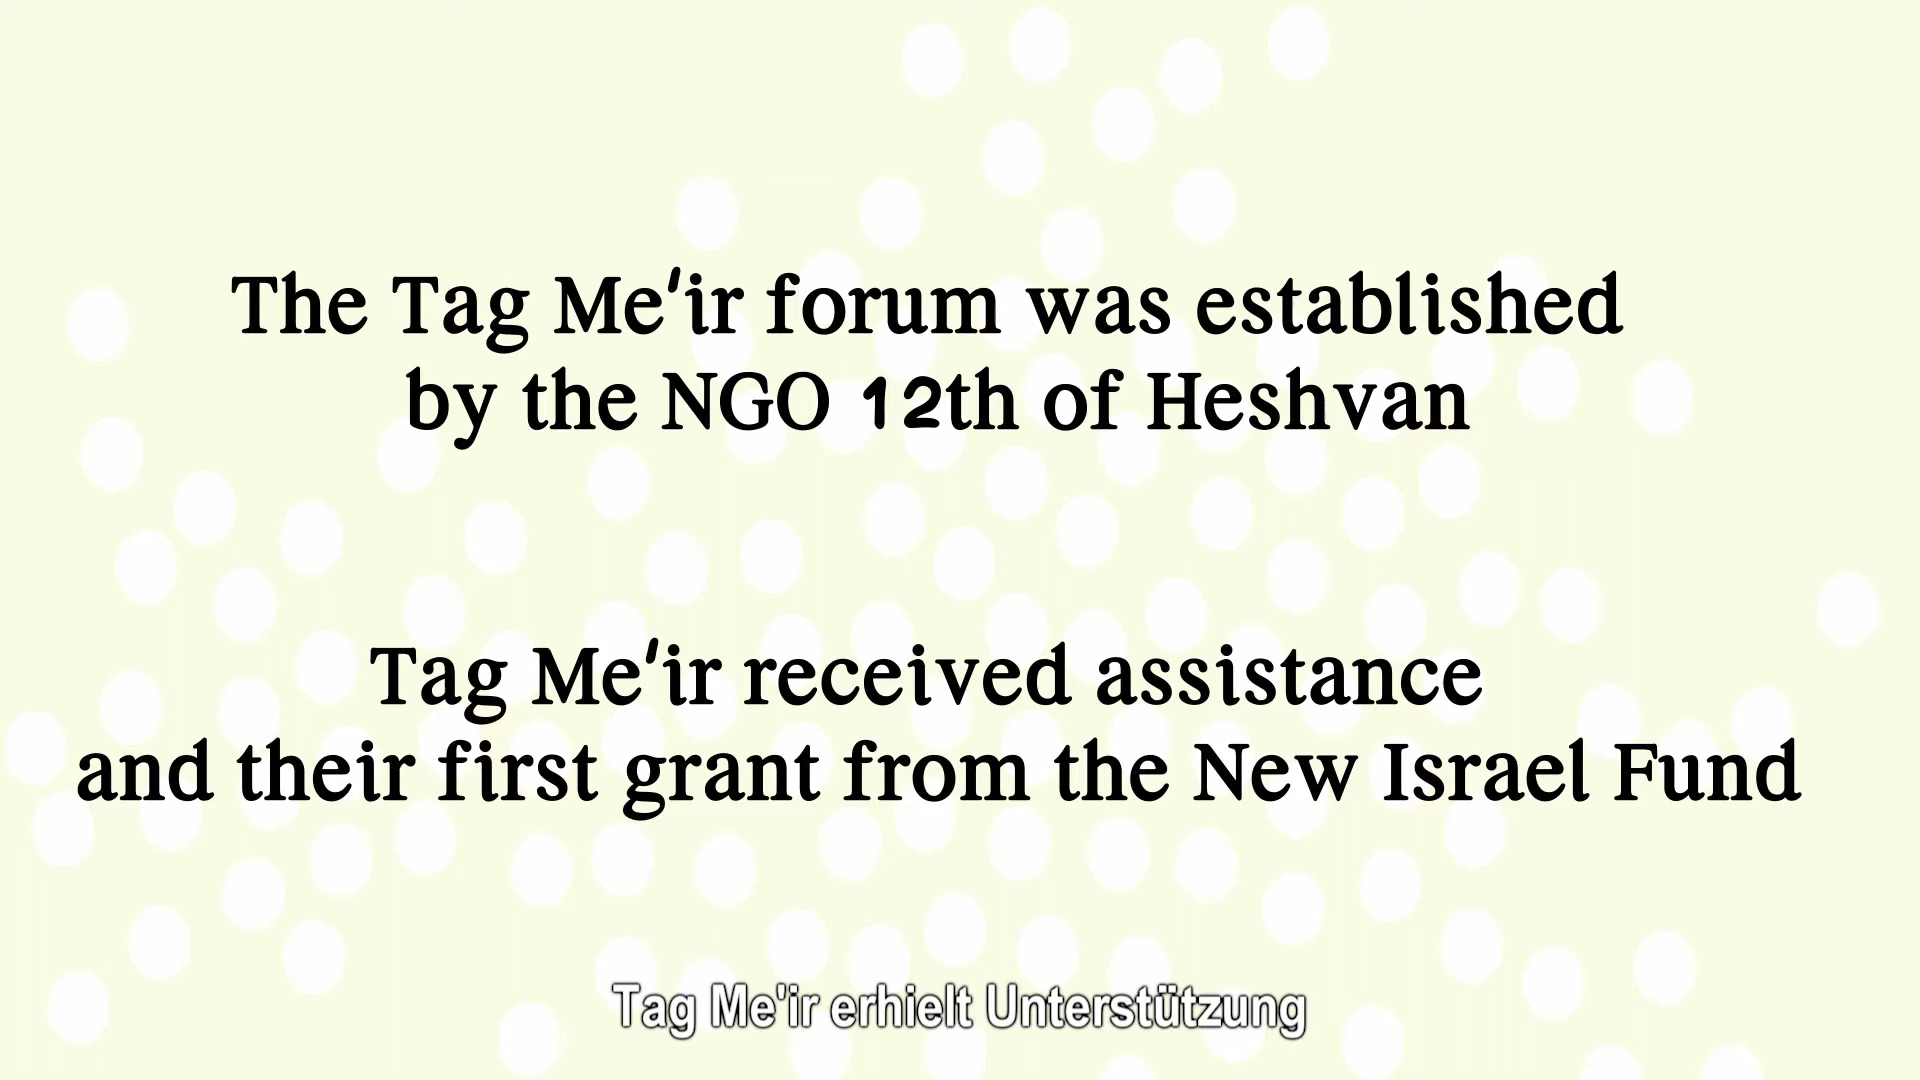 The Tag Me'ir forum was established
by the NGO 12th of Heshvan
Tag Me'ir received assistance
and their first grant from the New Israel Fund
Tag Me'ir erhielt Unterstützung